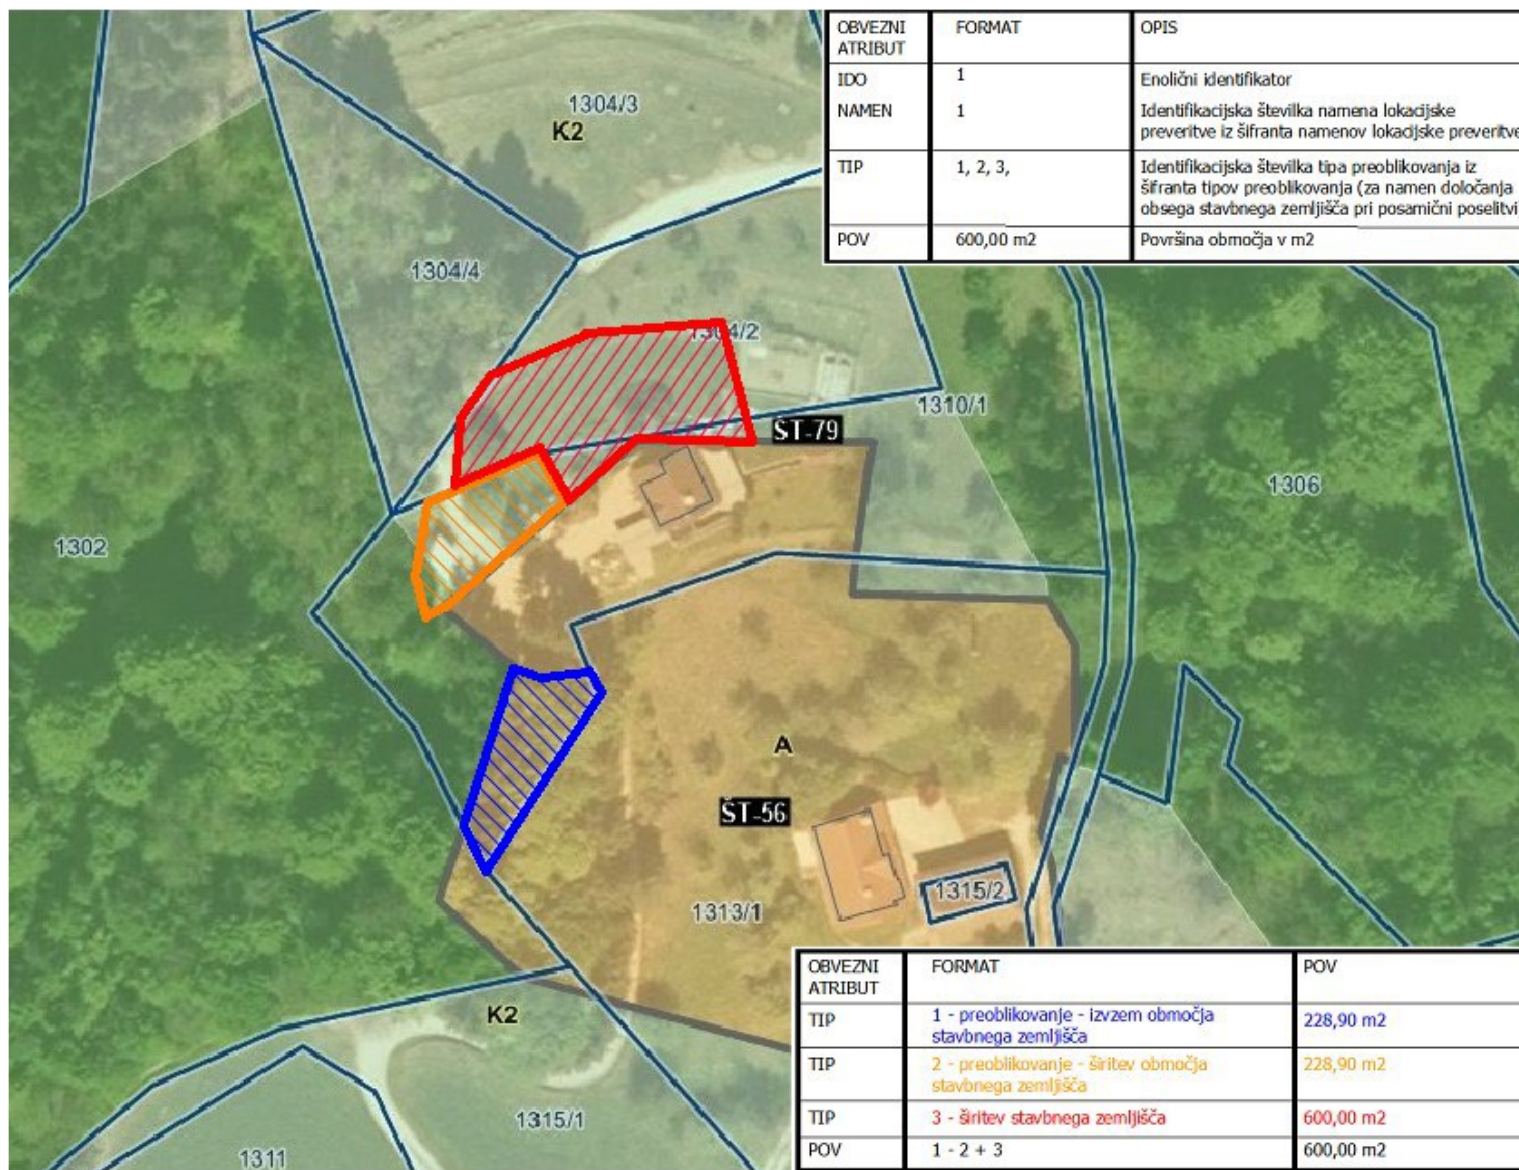 OBVEZNI FORMAT OPIS
ATRIBUT
IDO 1 Enolični identifikator
NAMEN 1 Identifikacijska številka namena lokacijske
preveritve iz šifranta namenov lokacijske preveritve
TIP 1, 2, 3, Identifikacijska številka tipa preoblikovanja iz
šifranta tipov preoblikovanja (za namen določanja
obsega stavbnega zemljišča pri posamični poselitvi
POV 600,00 m2 Površina območja v m2
1304/3
K2
1304/4
1304/2
1310/1
ŠT-79
1306
1302
A
ŠT-56
1315/2
1313/1
K2
1315/1
1311
OBVEZNI FORMAT POV
ATRIBUT
TIP 1 - preoblikovanje - izvzem območja 228,90 m2
stavbnega zemljišča
TIP 2 - preoblikovanje - širitev območja 228,90 m2
stavbnega zemljišča
TIP 3 - širitev stavbnega zemljišča 600,00 m2
POV 1 - 2 + 3 600,00 m2